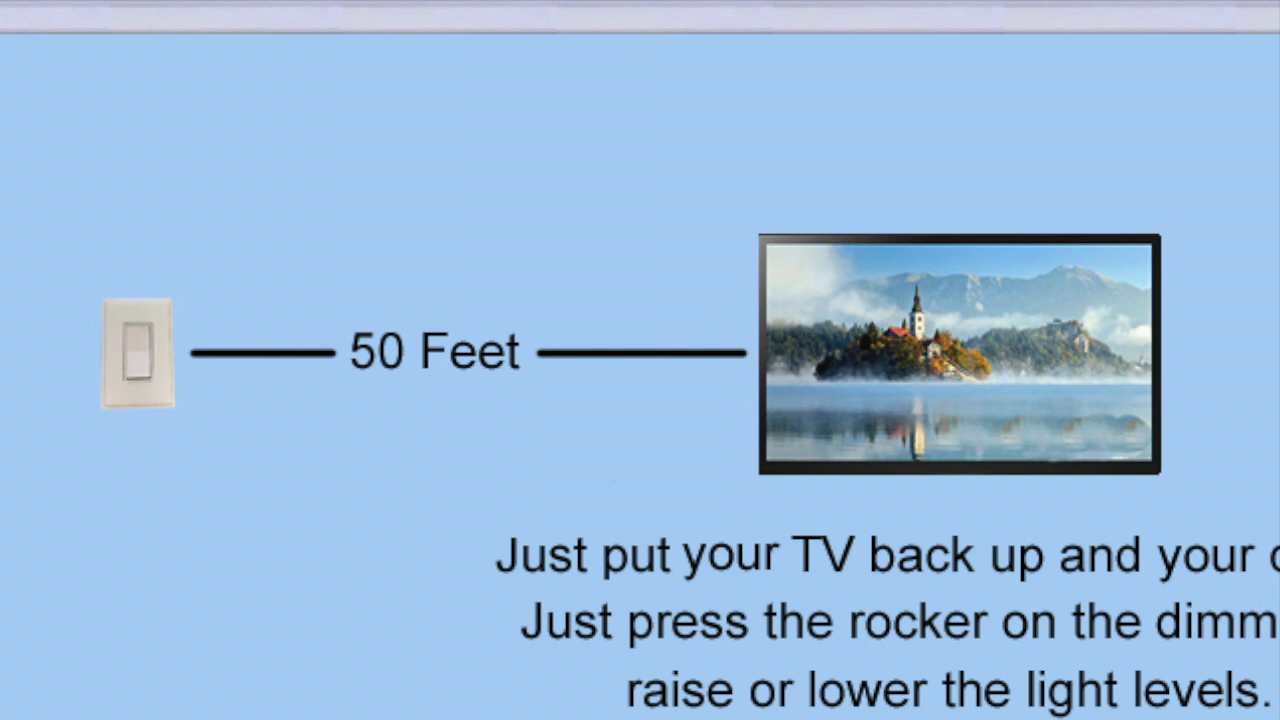 50 Feet
Just put your TV back up and your
Just press the rocker on the
raise or lower the light levels.